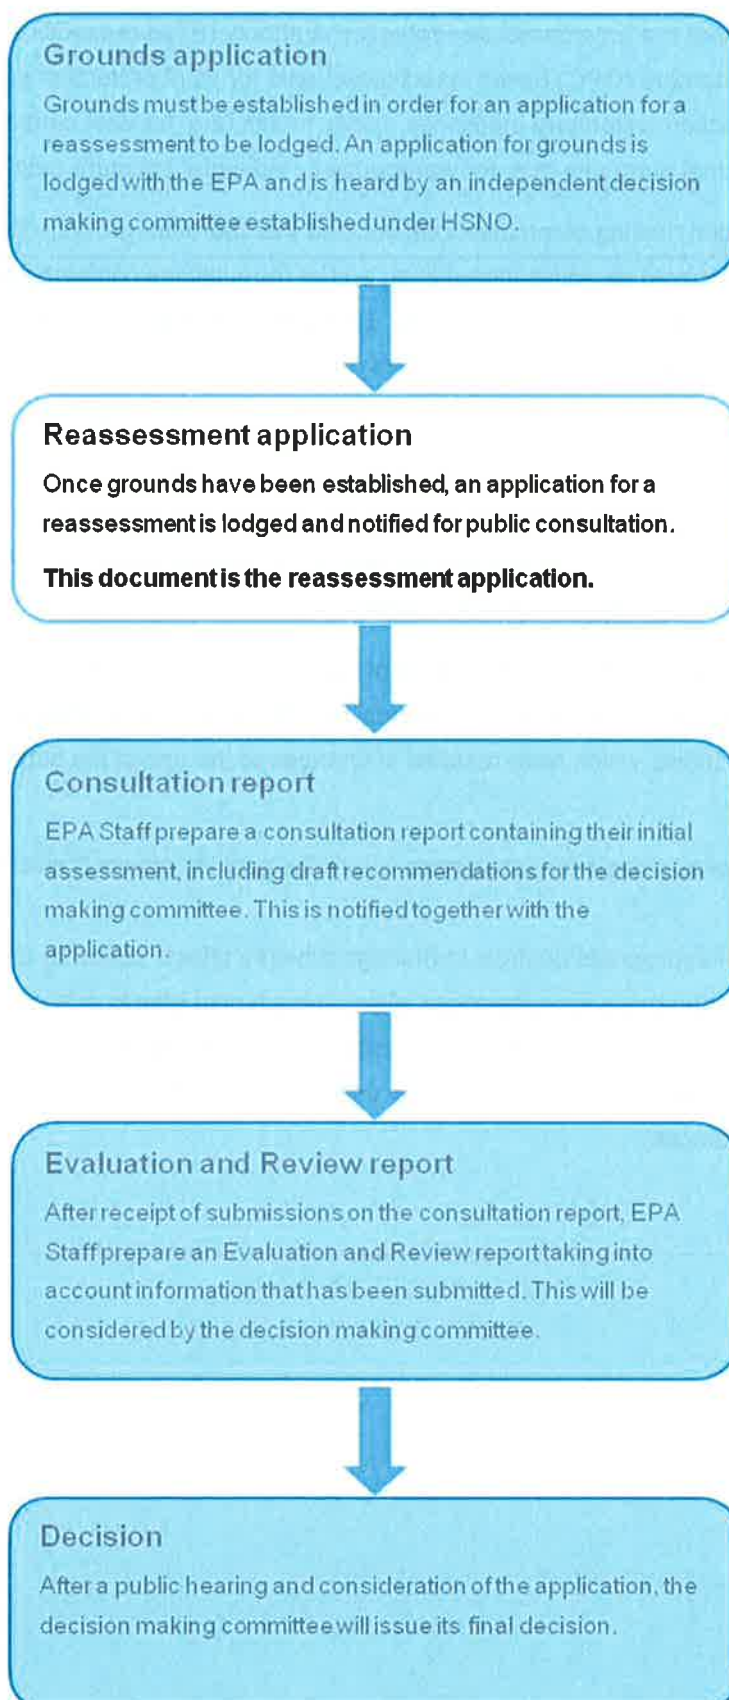 Grounds application
Grounds must be established in order for an application for a
reassessment to be lodged. An application for grounds is
lodged with the EPA and is heard by an independent decision
making committee established under HSNO.
Reassessment application
Once grounds have been established, an application for a
reassessment is lodged and notified for public consultation.
This document is the reassessment application.
Consultation report
EPA Staff prepare a consultation report containing their initial
assessment, including draft recommendations for the decision
making committee. This is notified together with the
application.
Evaluation and Review report
After receipt of submissions on the consultation report, EPA
Staff prepare an Evaluation and Review report taking into
account information that has been submitted. This will be
considered by the decision making committee.
Decision
After a public hearing and consideration of the application, the
decision making committee will issue its final decision.